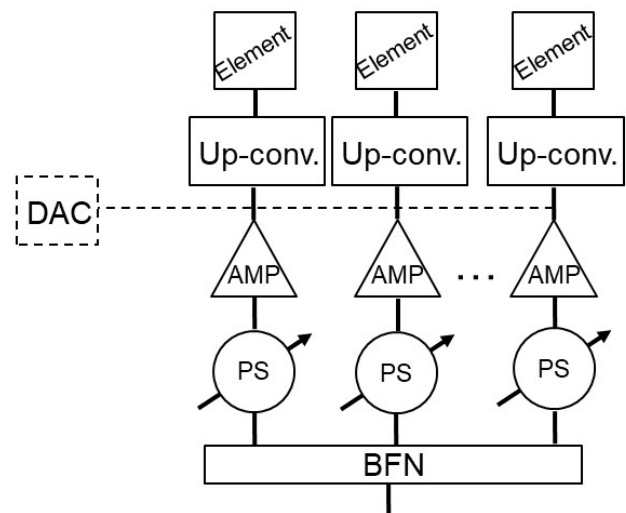 Element Element Element
Up-conv. Up-conv. Up-conv.
DAC
AMP AMP ... AMP
PS PS PS
BFN